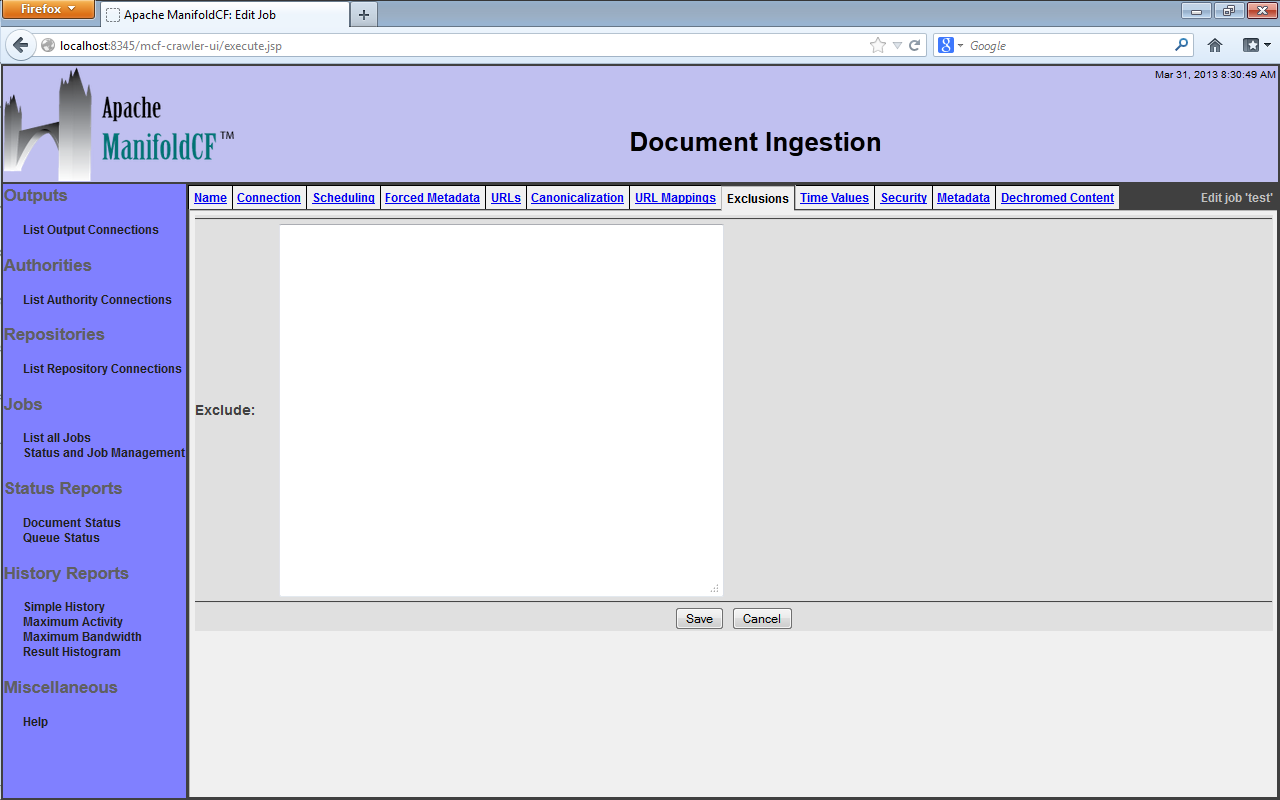 Firefox
Apache ManifoldCF: Edit Job
localhost:8345/mcf-crawler-ui/execute.jsp
Google
Mar 31, 2013 8:30:49 AM
Apache
ManifoldCF™
Document Ingestion
Outputs
List Output Connections
Authorities
List Authority Connections
Repositories
List Repository Connections
Jobs
List all Jobs
Status and Job Management
Status Reports
Document Status
Queue Status
History Reports
Simple History
Maximum Activity
Maximum Bandwidth
Result Histogram
Miscellaneous
Help
Name Connection Scheduling Forced Metadata URLs Canonicalization URL Mappings Exclusions Time Values Security Metadata Dechromed Content Edit job 'test'
Exclude:
Save Cancel